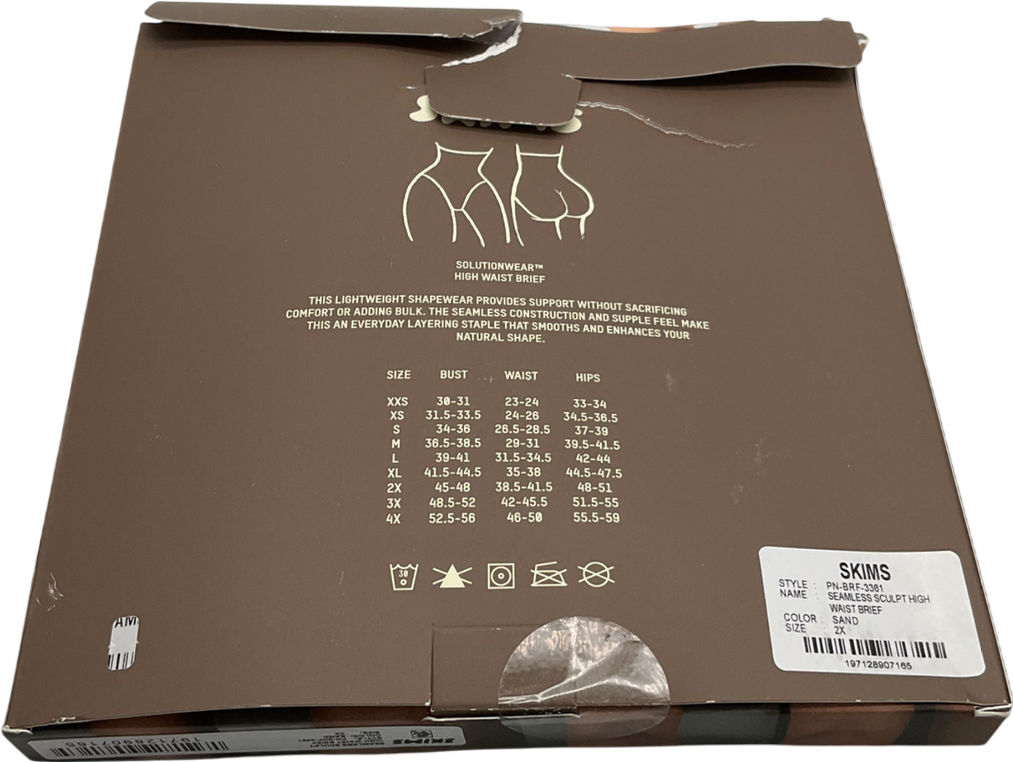 SOLUTIONWEAR™
HIGH WAIST BRIEF
THIS LIGHTWEIGHT SHAPEWEAR PROVIDES SUPPORT WITHOUT SACRIFICING
COMFORT OR ADDING BULK. THE SEAMLESS CONSTRUCTION AND SUPPLE FEEL MAKE
THIS AN EVERYDAY LAYERING STAPLE THAT SMOOTHS AND ENHANCES YOUR
NATURAL SHAPE.
SIZE BUST WAIST HIPS
XXS 30-31 23-24 33-34
XS 31.5-33.5 24-26 34.5-36.5
S 34-36 26.5-28.5 37-39
M 36.5-38.5 29-31 39.5-41.5
L 39-41 31.5-34.5 42-44
XL 41.5-44.5 35-38 44.5-47.5
2X 45-48 38.5-41.5 48-51
3X 48.5-52 42-45.5 51.5-55
4X 52.5-56 46-50 55.5-59
30
SKIMS
STYLE : PN-BRF-3361
NAME : SEAMLESS SCULPT HIGH
WAIST BRIEF
COLOR : SAND
SIZE : 2X
197128907165
AM
197128907165
SKIMS